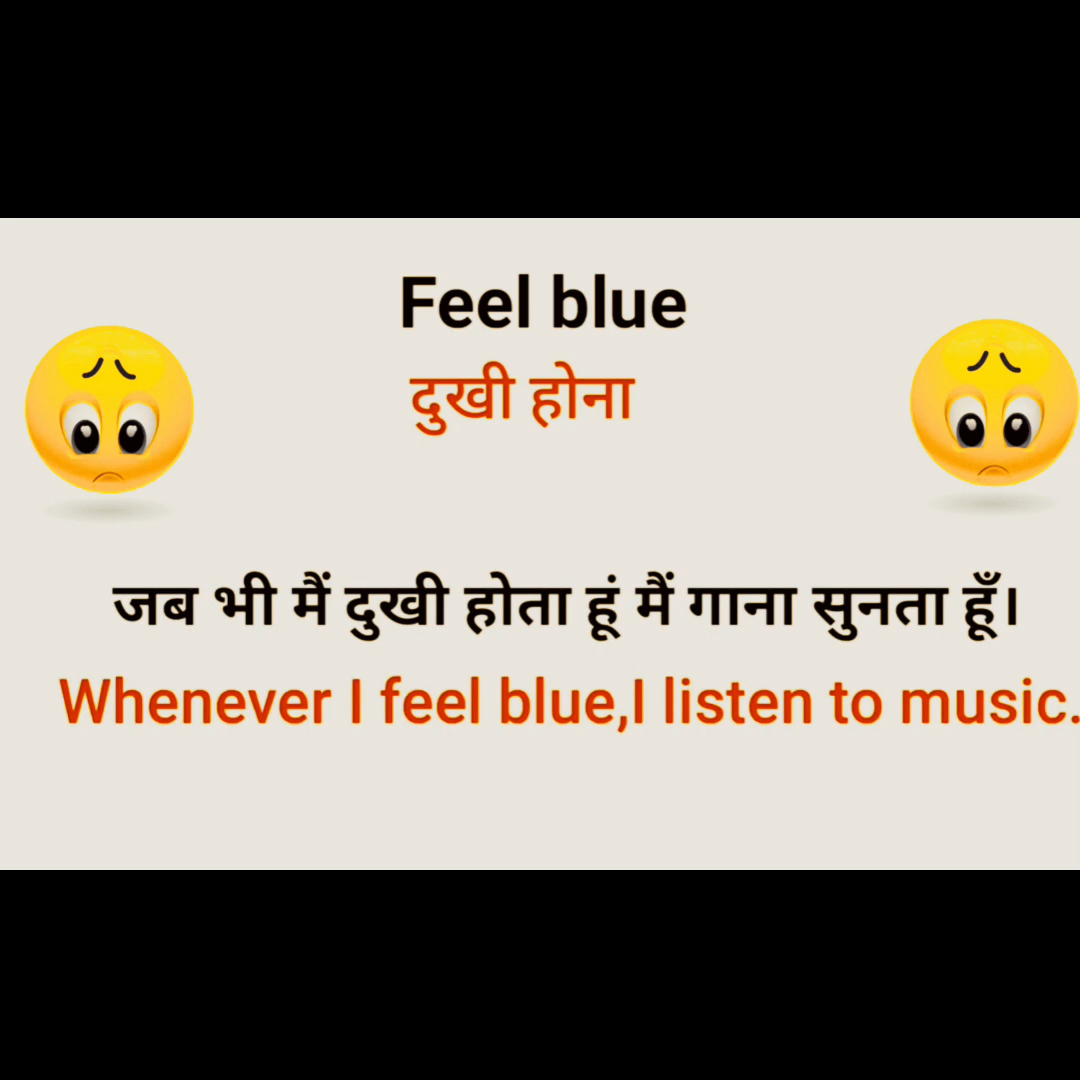 Feel blue
दुखी होना
जब भी मैं दुखी होता हूं मैं गाना सुनता हूँ।
Whenever I feel blue,I listen to music.